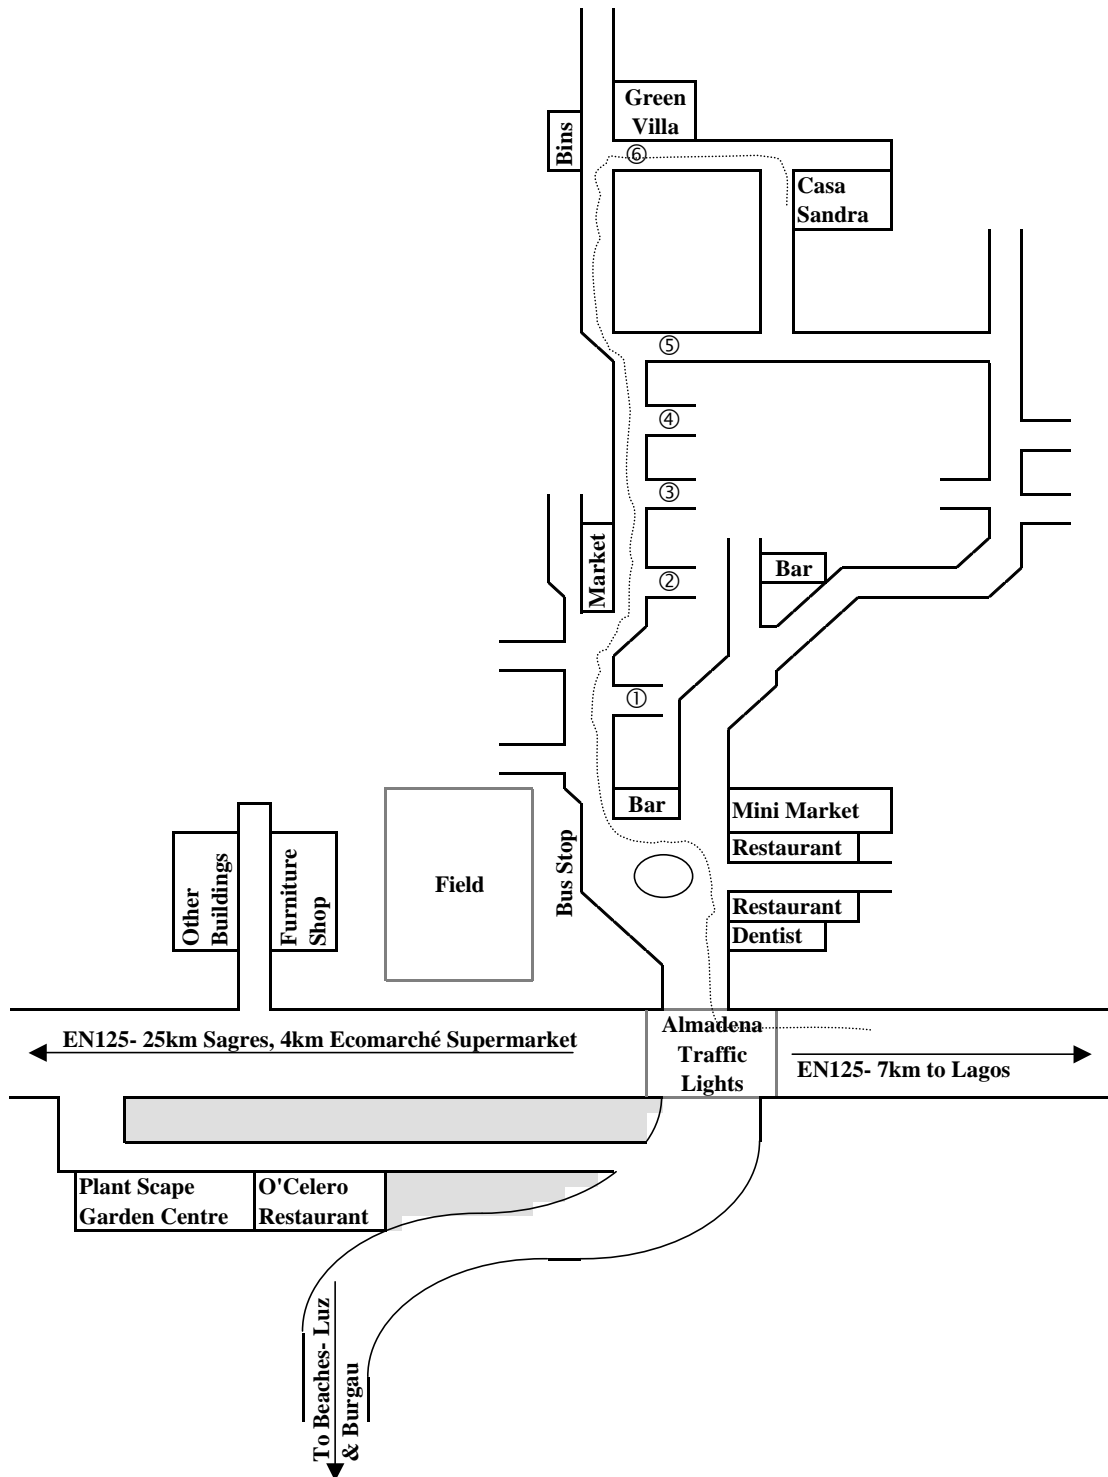 Green
Villa
Bins
⑥
Casa
Sandra
⑤
④
③
Market
②
Bar
①
Bar
Mini Market
Restaurant
Bus Stop
Field
Other
Buildings
Furniture
Shop
Restaurant
Dentist
Almadena
Traffic
Lights
EN125- 25km Sagres, 4km Ecomarché Supermarket
EN125- 7km to Lagos
Plant Scape
Garden Centre
O'Celero
Restaurant
To Beaches- Luz
& Burgau